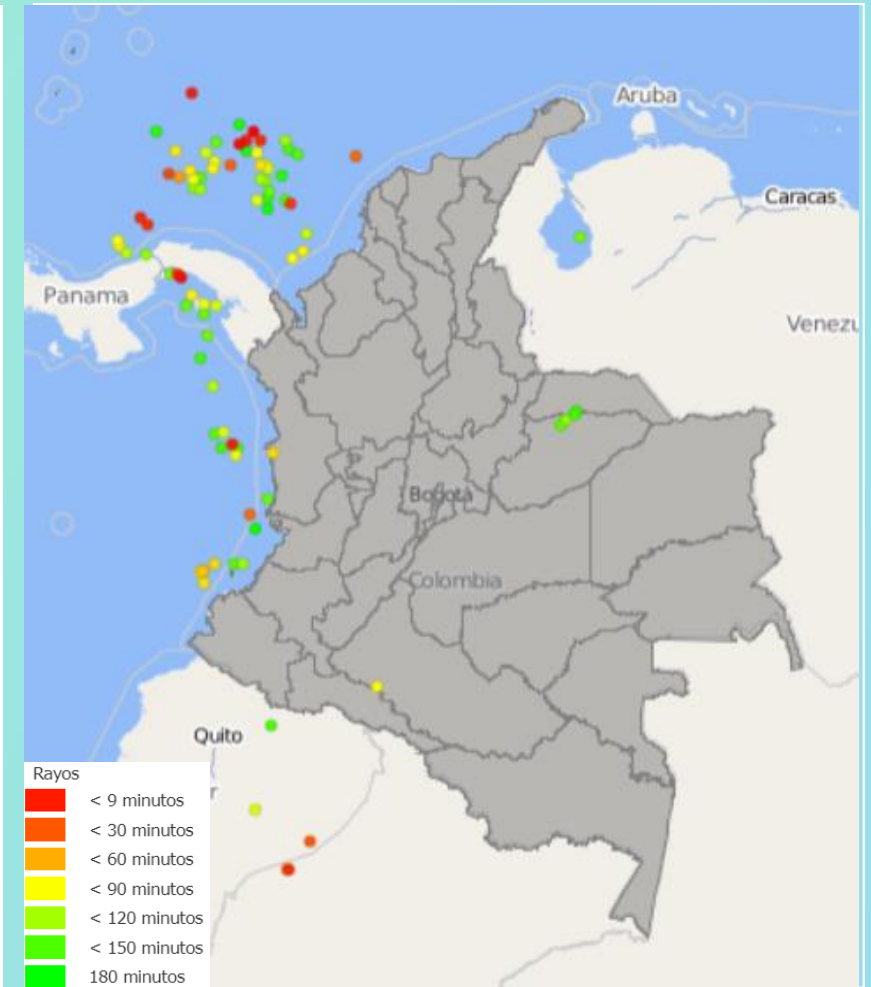 Aruba
Caracas
Panama
Venezu
Bogotá
Colombia
Quito
r
Rayos
< 9 minutos
< 30 minutos
< 60 minutos
< 90 minutos
< 120 minutos
< 150 minutos
180 minutos